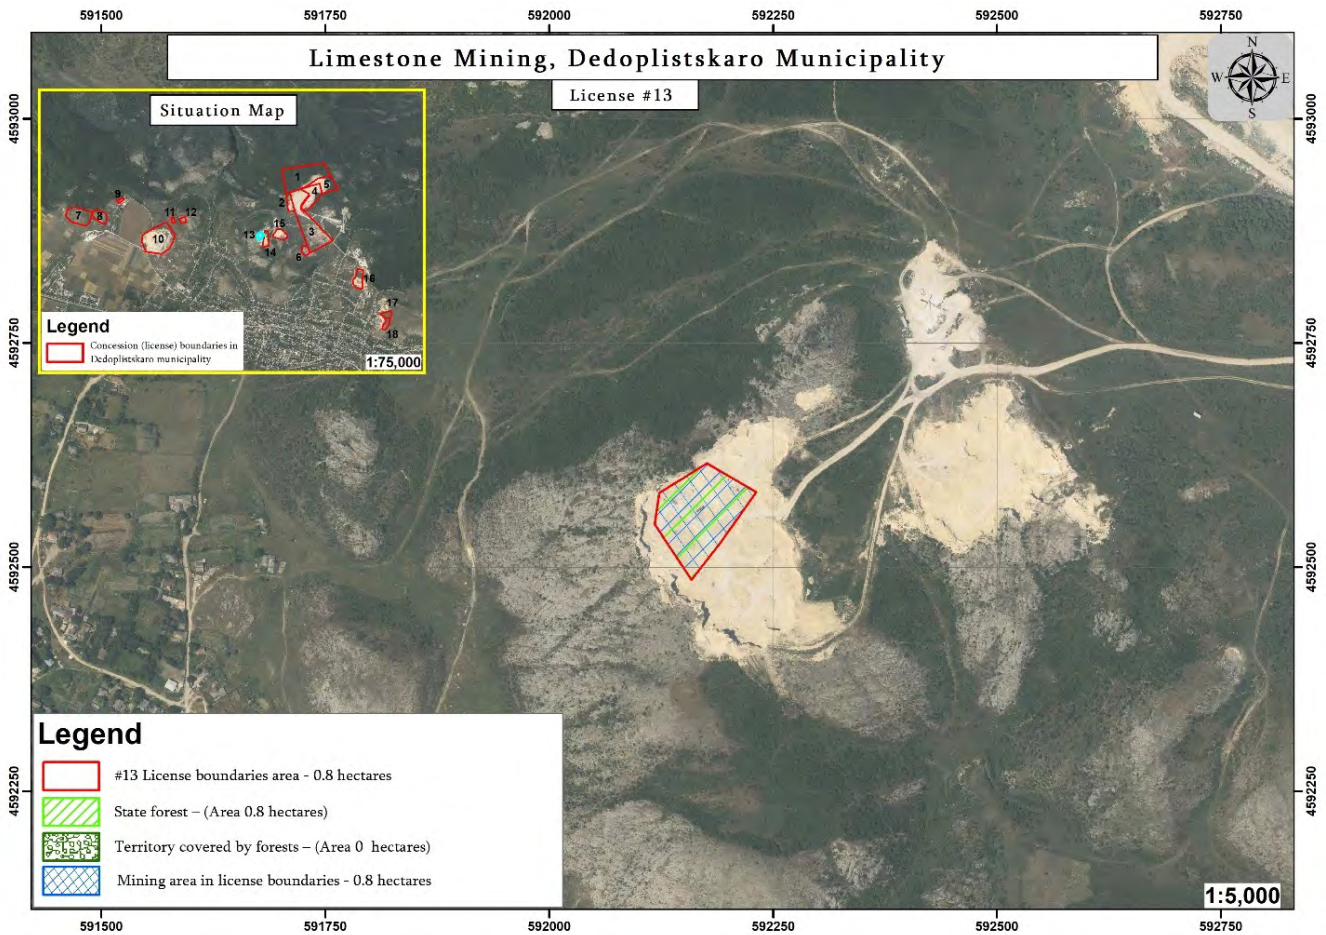 591500 591750 592000 592250 592500 592750
Limestone Mining, Dedoplistskaro Municipality
License #13
N
W E
S
4593000 4593000
Situation Map
1
5
4
9
2
7 8 11 12
15
13 3
10
14
6
16
17
18
Legend
Concession (license) boundaries in
Dedoplistskaro municipality
1:75,000
4592750 4592750
4592500 4592500
Legend
#13 License boundaries area - 0.8 hectares
State forest – (Area 0.8 hectares)
Territory covered by forests – (Area 0 hectares)
Mining area in license boundaries - 0.8 hectares
4592250 4592250
1:5,000
591500 591750 592000 592250 592500 592750